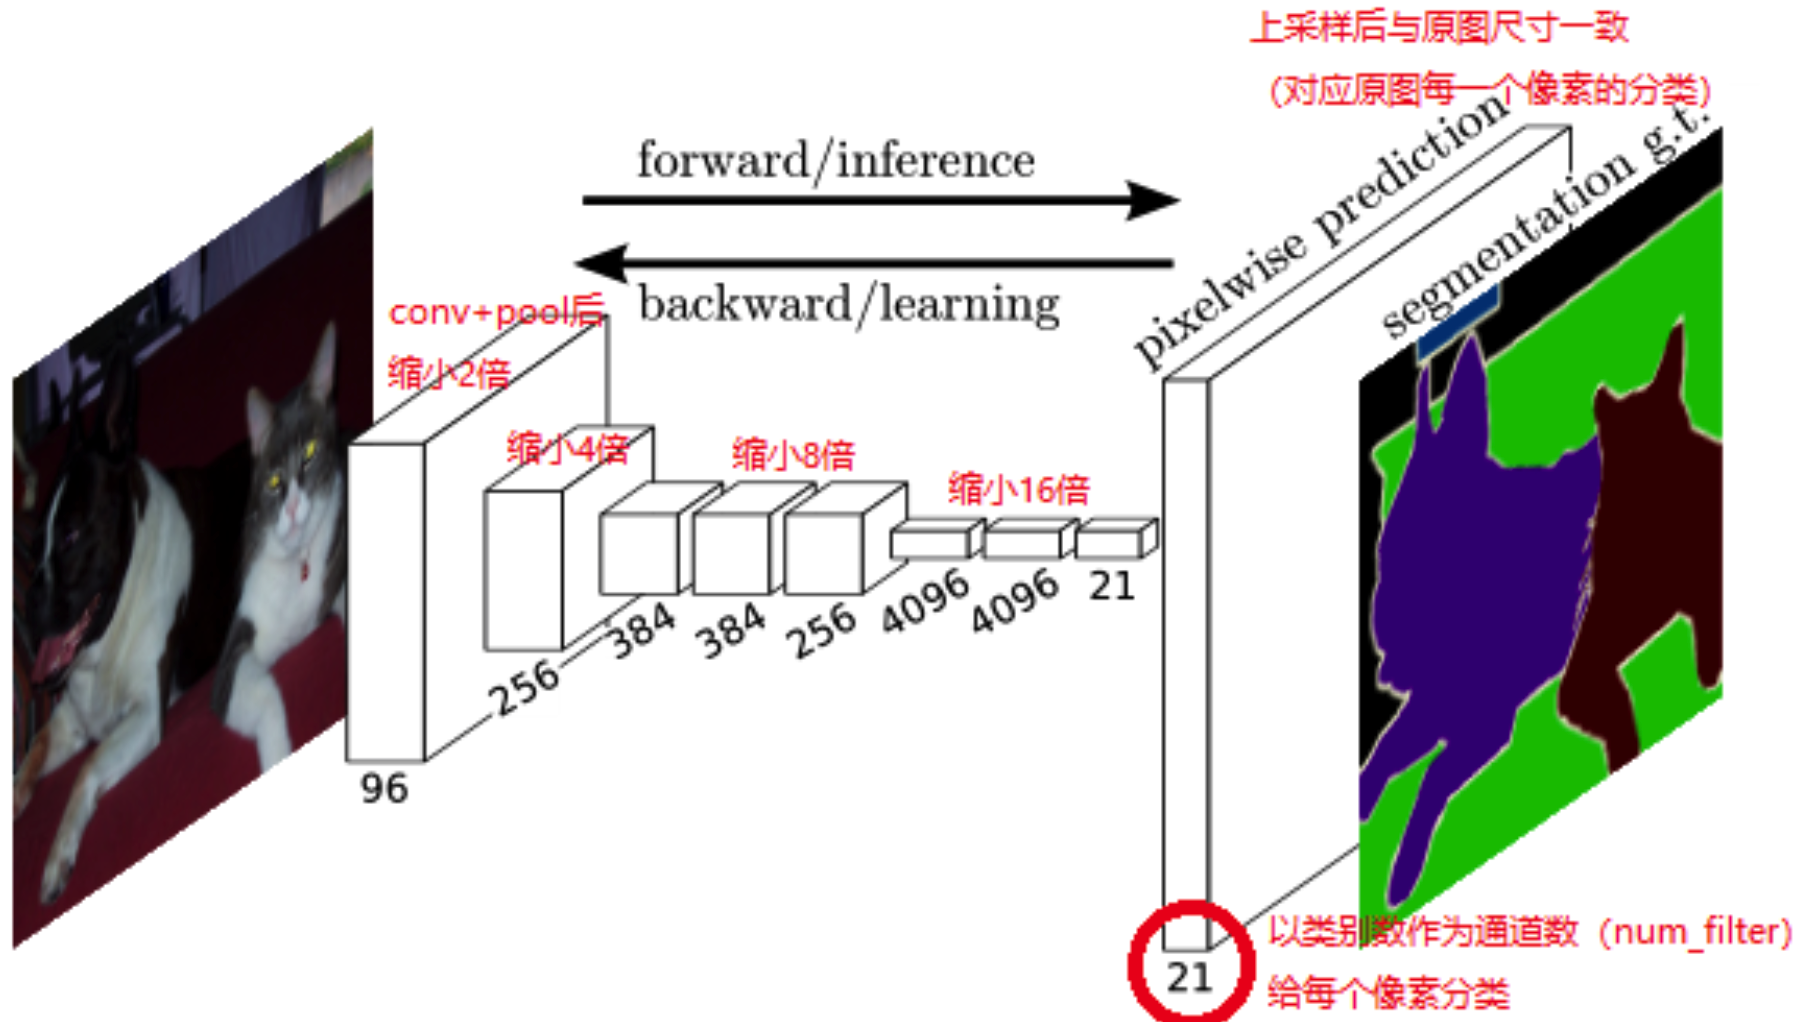 上采样后与原图尺寸一致
(对应原图每一个像素的分类)
forward/inference
backward/learning
pixelwise prediction
segmentation g.t.
conv+pool后
缩小2倍
缩小4倍
缩小8倍
缩小16倍
96
256
384
384
256
4096
4096
21
21
以类别数作为通道数（num_filter)
给每个像素分类